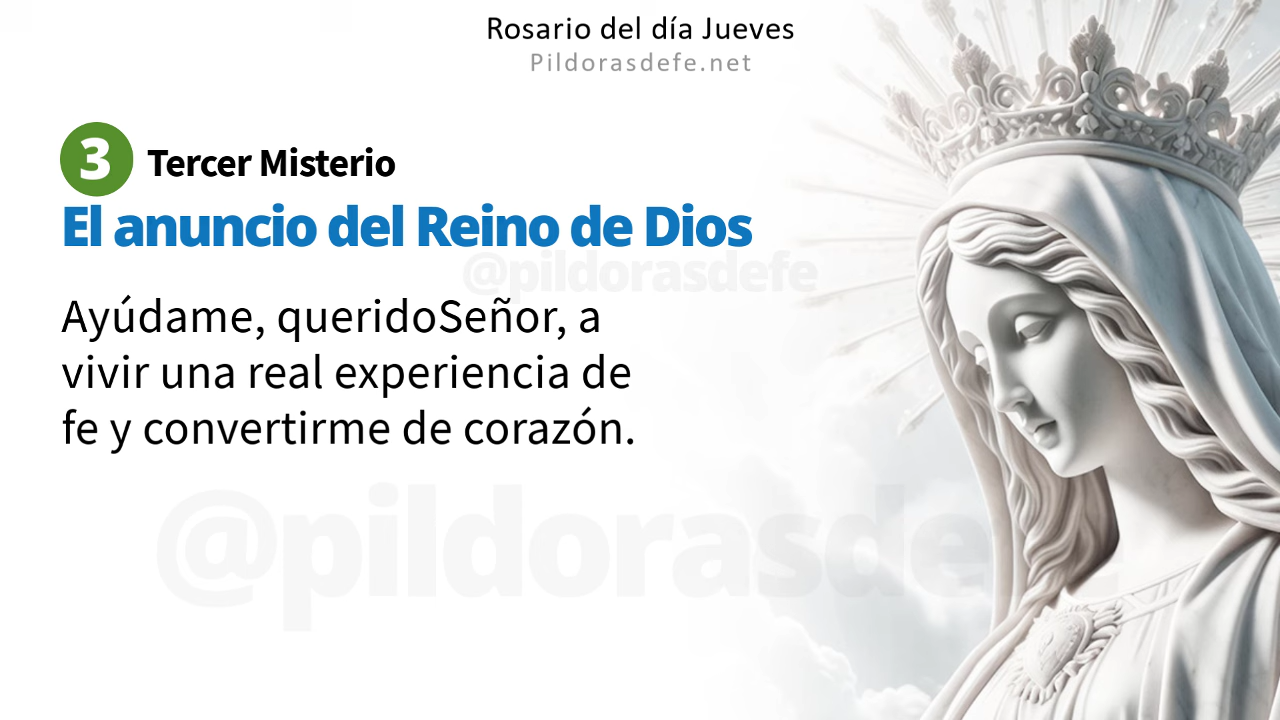 Rosario del día Jueves
Pildorasdefe.net
3 Tercer Misterio
El anuncio del Reino de Dios
@pildorasdefe
Ayúdame, queridoSeñor, a
vivir una real experiencia de
fe y convertirme de corazón.
@pildorasdefe